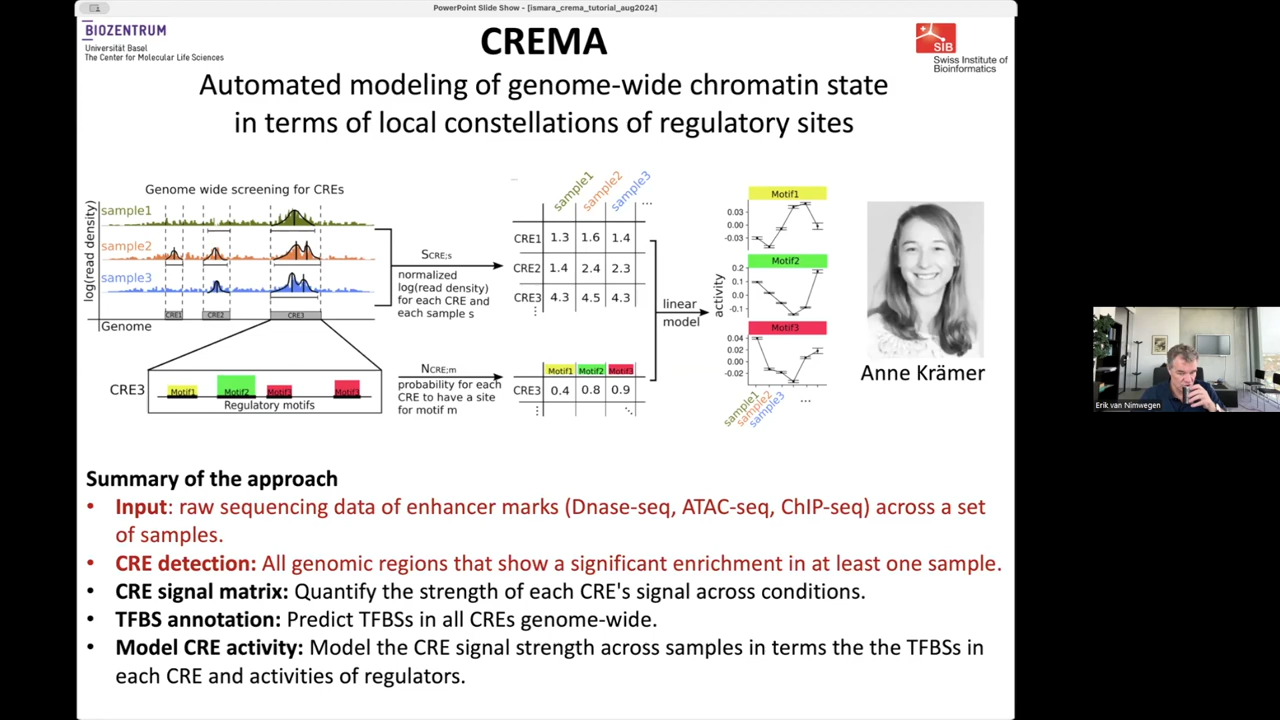 PowerPoint Slide Show - [ismara_crema_tutorial_aug2024]
BIOZENTRUM
Universität Basel
The Center for Molecular Life Sciences
CREMA
SIB
Swiss Institute of
Bioinformatics
Automated modeling of genome-wide chromatin state
in terms of local constellations of regulatory sites
Genome wide screening for CREs
log(read density)
sample1
sample2
sample3
Genome
CRE1
CRE2
CRE3
CRE3
Motif1
Motif2
Motif3
Motif3
Regulatory motifs
SCRE;s
normalized
log(read density)
for each CRE and
each sample s
NCRE;m
probability for each
CRE to have a site
for motif m
sample1 sample2 sample3 ...
CRE1 1.3 1.6 1.4
CRE2 1.4 2.4 2.3
CRE3 4.3 4.5 4.3
Motif1 Motif2 Motif3
CRE3 0.4 0.8 0.9
linear
model
activity
Motif1
0.03
0.00
-0.03
Motif2
0.2
0.1
0.0
-0.1
Motif3
0.04
0.02
0.00
-0.02
sample1
sample2
sample3
...
Anne Krämer
Erik van Nimwegen
Summary of the approach
• Input: raw sequencing data of enhancer marks (Dnase-seq, ATAC-seq, ChIP-seq) across a set
of samples.
• CRE detection: All genomic regions that show a significant enrichment in at least one sample.
• CRE signal matrix: Quantify the strength of each CRE's signal across conditions.
• TFBS annotation: Predict TFBSs in all CREs genome-wide.
• Model CRE activity: Model the CRE signal strength across samples in terms the the TFBSs in
each CRE and activities of regulators.